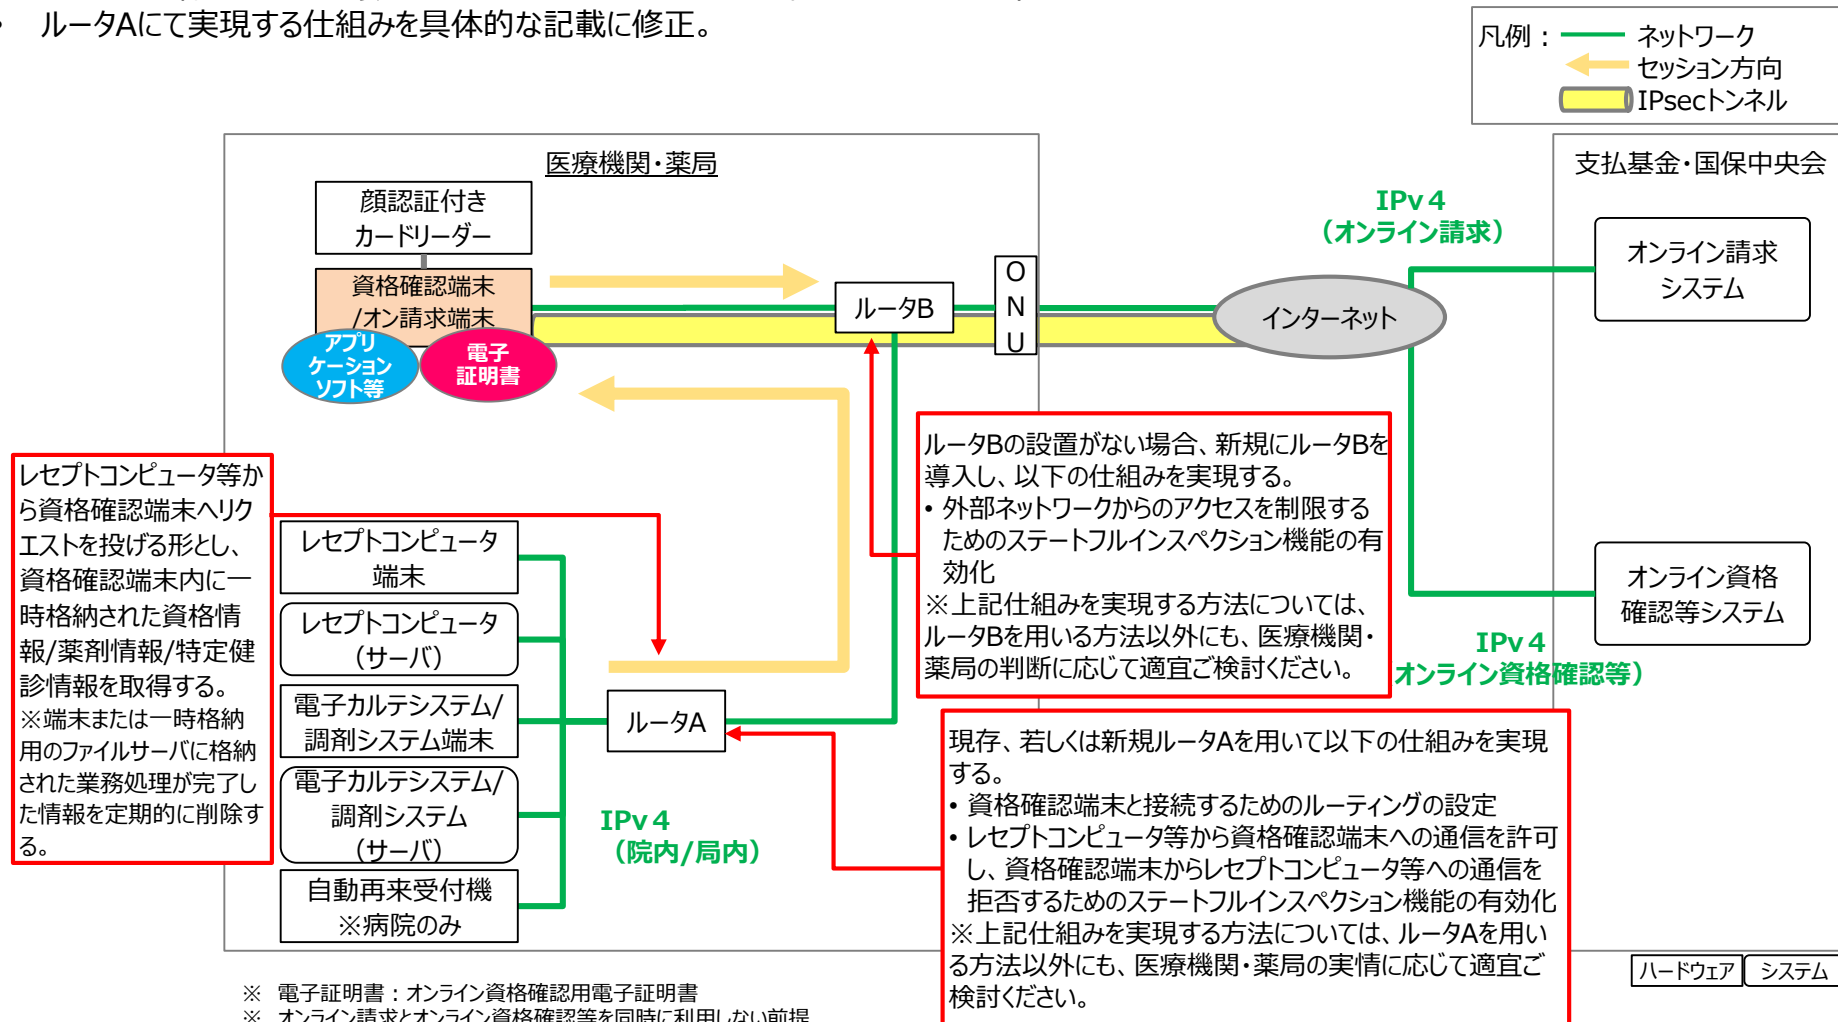 ・ ルータAにて実現する仕組みを具体的な記載に修正。
凡例：
ネットワーク
セッション方向
IPsecトンネル
医療機関・薬局
支払基金・国保中央会
顔認証付き
カードリーダー
資格確認端末
/オン請求端末
アプリ
ケーション
ソフト等
電子
証明書
ルータB
O
N
U
インターネット
IPv４
（オンライン請求）
オンライン請求
システム
オンライン資格
確認等システム
IPv４
オンライン資格確認等）
レセプトコンピュータ等か
ら資格確認端末へリク
エストを投げる形とし、
資格確認端末内に一
時格納された資格情
報/薬剤情報/特定健
診情報を取得する。
※端末または一時格納
用のファイルサーバに格納
された業務処理が完了し
た情報を定期的に削除す
る。
レセプトコンピュータ
端末
レセプトコンピュータ
（サーバ）
電子カルテシステム/
調剤システム端末
電子カルテシステム/
調剤システム
（サーバ）
自動再来受付機
※病院のみ
ルータA
IPv４
（院内/局内）
ルータBの設置がない場合、新規にルータBを
導入し、以下の仕組みを実現する。
• 外部ネットワークからのアクセスを制限する
ためのステートフルインスペクション機能の有
効化
※上記仕組みを実現する方法については、
ルータBを用いる方法以外にも、医療機関・
薬局の判断に応じて適宜ご検討ください。
現存、若しくは新規ルータAを用いて以下の仕組みを実現
する。
• 資格確認端末と接続するためのルーティングの設定
• レセプトコンピュータ等から資格確認端末への通信を許可
し、資格確認端末からレセプトコンピュータ等への通信を
拒否するためのステートフルインスペクション機能の有効化
※上記仕組みを実現する方法については、ルータAを用い
る方法以外にも、医療機関・薬局の実情に応じて適宜ご
検討ください。
ハードウェア
システム
※ 電子証明書：オンライン資格確認用電子証明書
※ オンライン請求とオンライン資格確認等を同時に利用しない前提